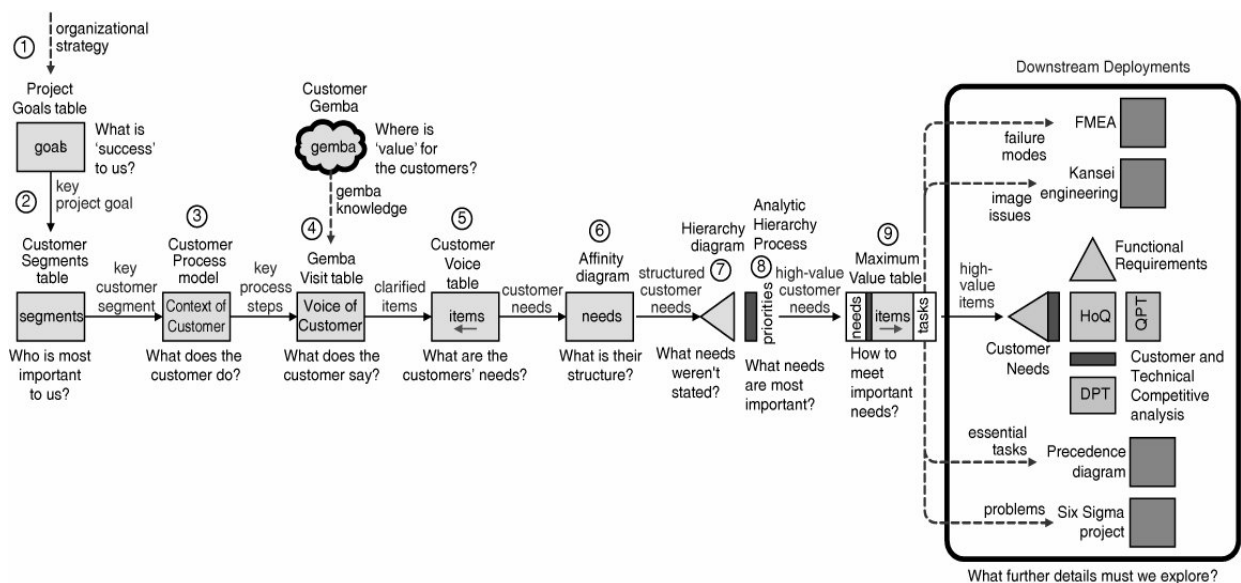 1
organizational
strategy
Project
Goals table
goals
What is
'success'
to us?
2
key
project goal
Customer
Segments
table
segments
Who is most
important
to us?
key
customer
segment
3
Customer
Process
model
Context of
Customer
What does the
customer do?
key
process
steps
Customer
Gemba
gemba
Where is
'value' for
the customers?
gemba
knowledge
4
Gemba
Visit table
Voice of
Customer
What does the
customer say?
clarified
items
5
Customer
Voice
table
items
What are the
customers' needs?
customer
needs
6
Affinity
diagram
needs
What is their
structure?
structured
customer
needs
Hierarchy
diagram
7
What needs
weren't
stated?
Analytic
Hierarchy
Process
8
priorities
What needs
are most
important?
high-value
customer
needs
9
Maximum
Value table
needs
items
tasks
How to
meet
important
needs?
Downstream Deployments
failure
modes
FMEA
image
issues
Kansei
engineering
high-
value
items
Customer
Needs
Functional
Requirements
HoQ
QPT
Customer and
Technical
Competitive
analysis
DPT
essential
tasks
Precedence
diagram
problems
Six Sigma
project
What further details must we explore?